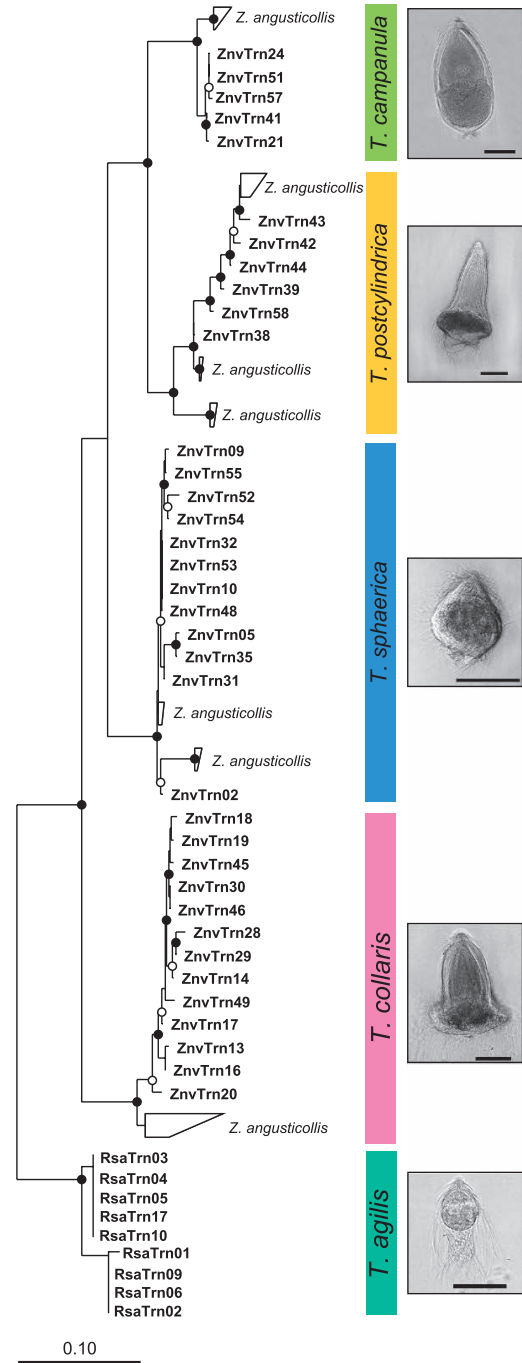 Z. angusticollis
ZnvTrn24
ZnvTrn51
ZnvTrn57
ZnvTrn41
ZnvTrn21
T. campanula
Z. angusticollis
ZnvTrn43
ZnvTrn42
ZnvTrn44
ZnvTrn39
ZnvTrn58
ZnvTrn38
Z. angusticollis
Z. angusticollis
T. postcylindrica
ZnvTrn09
ZnvTrn55
ZnvTrn52
ZnvTrn54
ZnvTrn32
ZnvTrn53
ZnvTrn10
ZnvTrn48
ZnvTrn05
ZnvTrn35
ZnvTrn31
Z. angusticollis
Z. angusticollis
ZnvTrn02
T. sphaerica
ZnvTrn18
ZnvTrn19
ZnvTrn45
ZnvTrn30
ZnvTrn46
ZnvTrn28
ZnvTrn29
ZnvTrn14
ZnvTrn49
ZnvTrn17
ZnvTrn13
ZnvTrn16
ZnvTrn20
Z. angusticollis
T. collaris
RsaTrn03
RsaTrn04
RsaTrn05
RsaTrn17
RsaTrn10
RsaTrn01
RsaTrn09
RsaTrn06
RsaTrn02
T. agilis
0.10